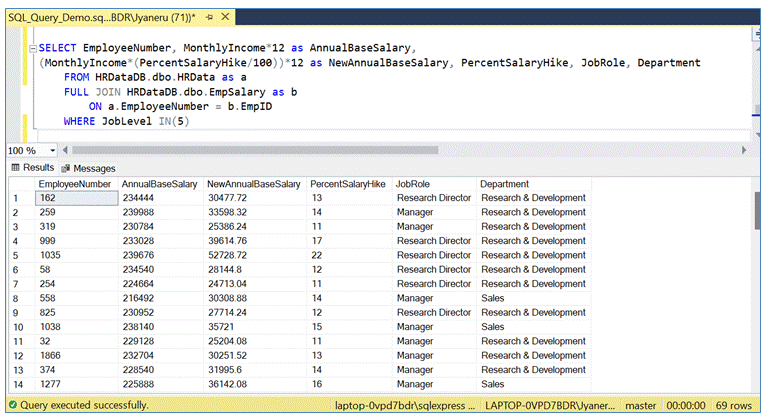 SQL_Query_Demo.sq...BDR\Jyaneru (71))*
SELECT EmployeeNumber, MonthlyIncome*12 as AnnualBaseSalary,
(MonthlyIncome*(PercentSalaryHike/100))*12 as NewAnnualBaseSalary, PercentSalaryHike, JobRole, Department
FROM HRDataDB.dbo.HRData as a
FULL JOIN HRDataDB.dbo.EmpSalary as b
ON a.EmployeeNumber = b.EmpID
WHERE JobLevel IN(5)
100 %
Results Messages
EmployeeNumber AnnualBaseSalary NewAnnualBaseSalary PercentSalaryHike JobRole Department
1 162 234444 30477.72 13 Research Director Research & Development
2 259 239988 33598.32 14 Manager Research & Development
3 319 230784 25386.24 11 Manager Research & Development
4 999 233028 39614.76 17 Research Director Research & Development
5 1035 239676 52728.72 22 Research Director Research & Development
6 58 234540 28144.8 12 Research Director Research & Development
7 254 224664 24713.04 11 Research Director Research & Development
8 558 216492 30308.88 14 Manager Sales
9 825 230952 27714.24 12 Research Director Research & Development
10 1038 238140 35721 15 Manager Sales
11 32 229128 25204.08 11 Manager Research & Development
12 1866 232704 30251.52 13 Manager Research & Development
13 374 228540 31995.6 14 Manager Research & Development
14 1277 225888 36142.08 16 Manager Sales
Query executed successfully. laptop-0vpd7bdr\sqlexpress ... LAPTOP-0VPD7BDR\Jyaner... master 00:00:00 69 rows